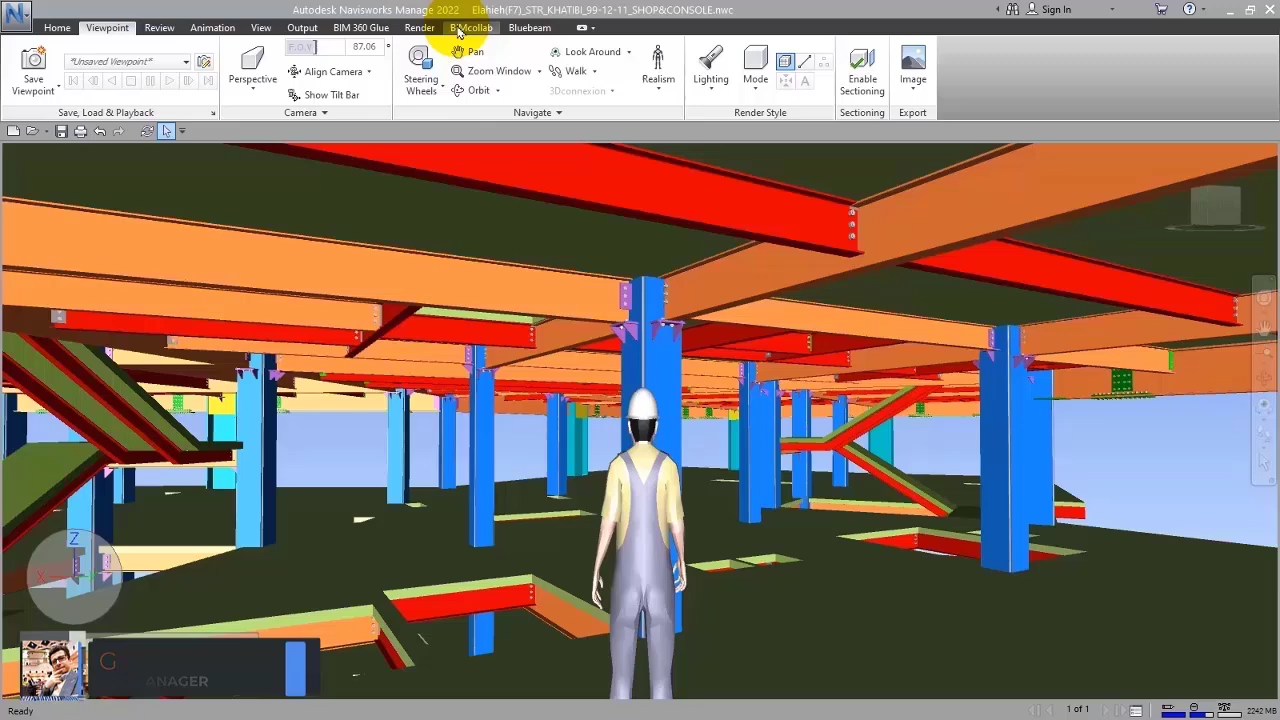 Autodesk Navisworks Manage 2022 Elahieh(F7)_STR_KHATIBI_99-12-11_SHOP&CONSOLE.nwc
Sign In
Home Viewpoint Review Animation View Output BIM 360 Glue Render BIMcollab Bluebeam
Save Viewpoint
*Unsaved Viewpoint*
Save, Load & Playback
Perspective
F.O.V. 87.06 °
Align Camera
Show Tilt Bar
Camera
Steering Wheels
Pan
Zoom Window
Orbit
Look Around
Walk
3Dconnexion
Realism
Navigate
Lighting
Mode
A
Render Style
Enable Sectioning
Sectioning
Image
Export
Z
X
G
ANAGER
Ready
1 of 1
2242 MB